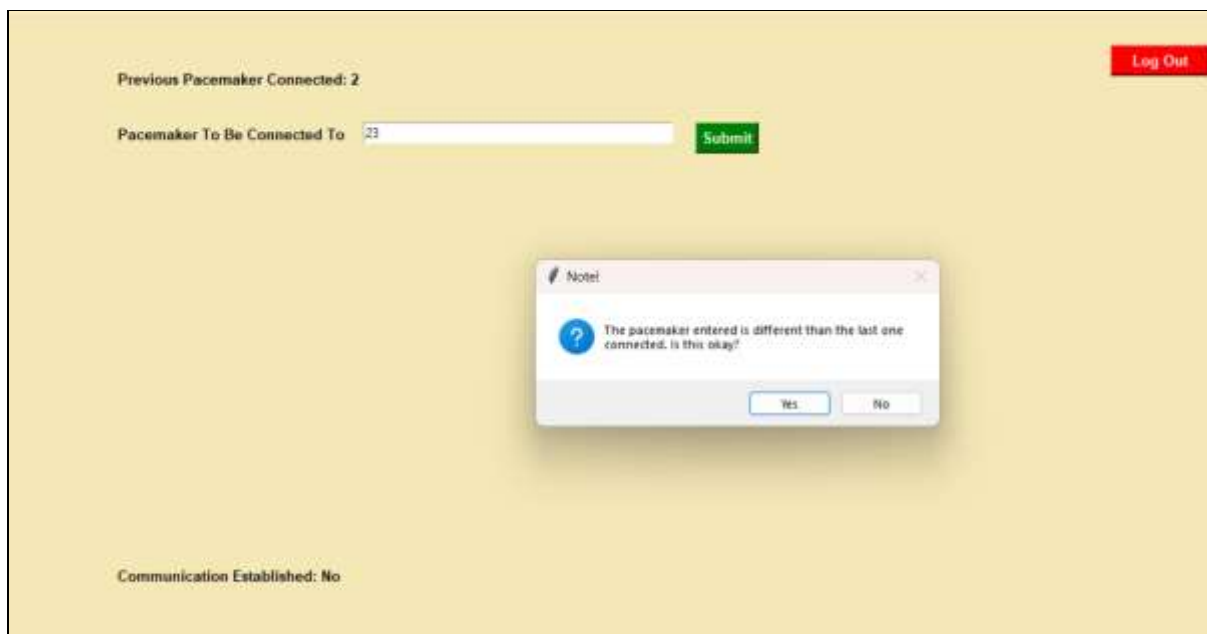 Log Out
Previous Pacemaker Connected: 2
Pacemaker To Be Connected To 23 Submit
Note!
The pacemaker entered is different than the last one
connected. Is this okay?
Yes No
Communication Established: No